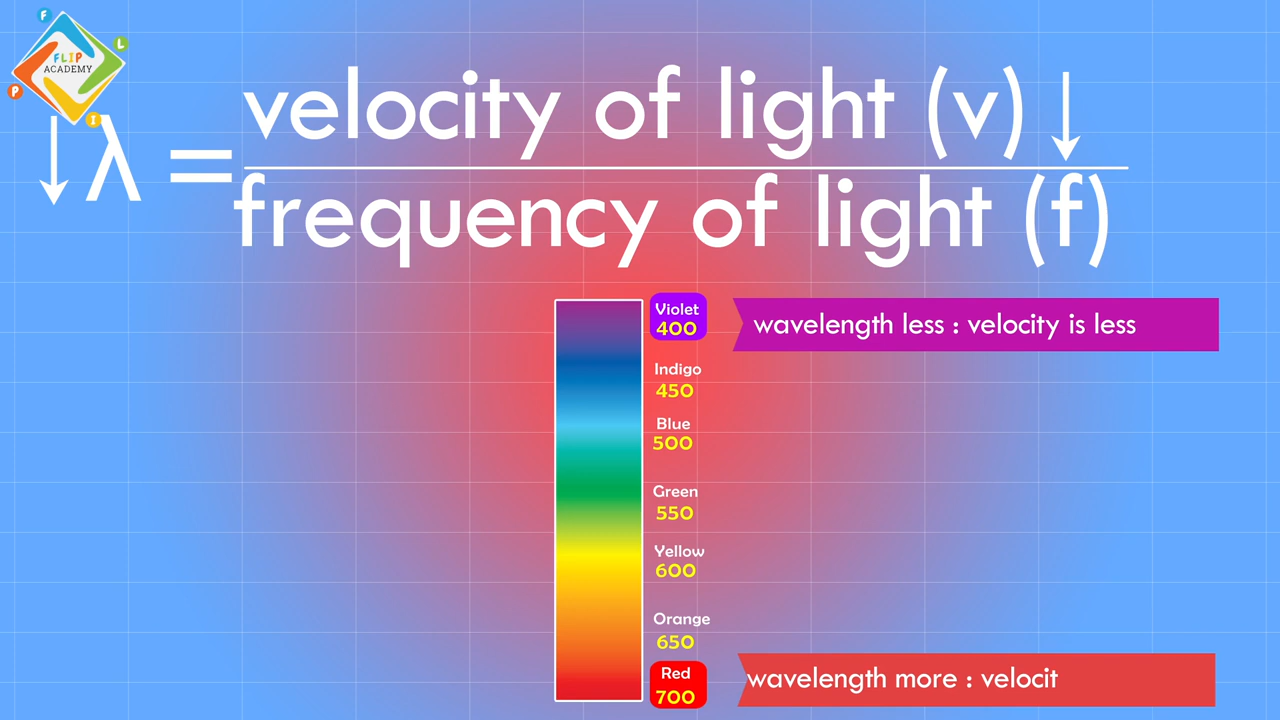 F
L
FLIP
ACADEMY
P
I
velocity of light (v)↓
↓λ =
frequency of light (f)
Violet
400
wavelength less : velocity is less
Indigo
450
Blue
500
Green
550
Yellow
600
Orange
650
Red
700
wavelength more : velocit